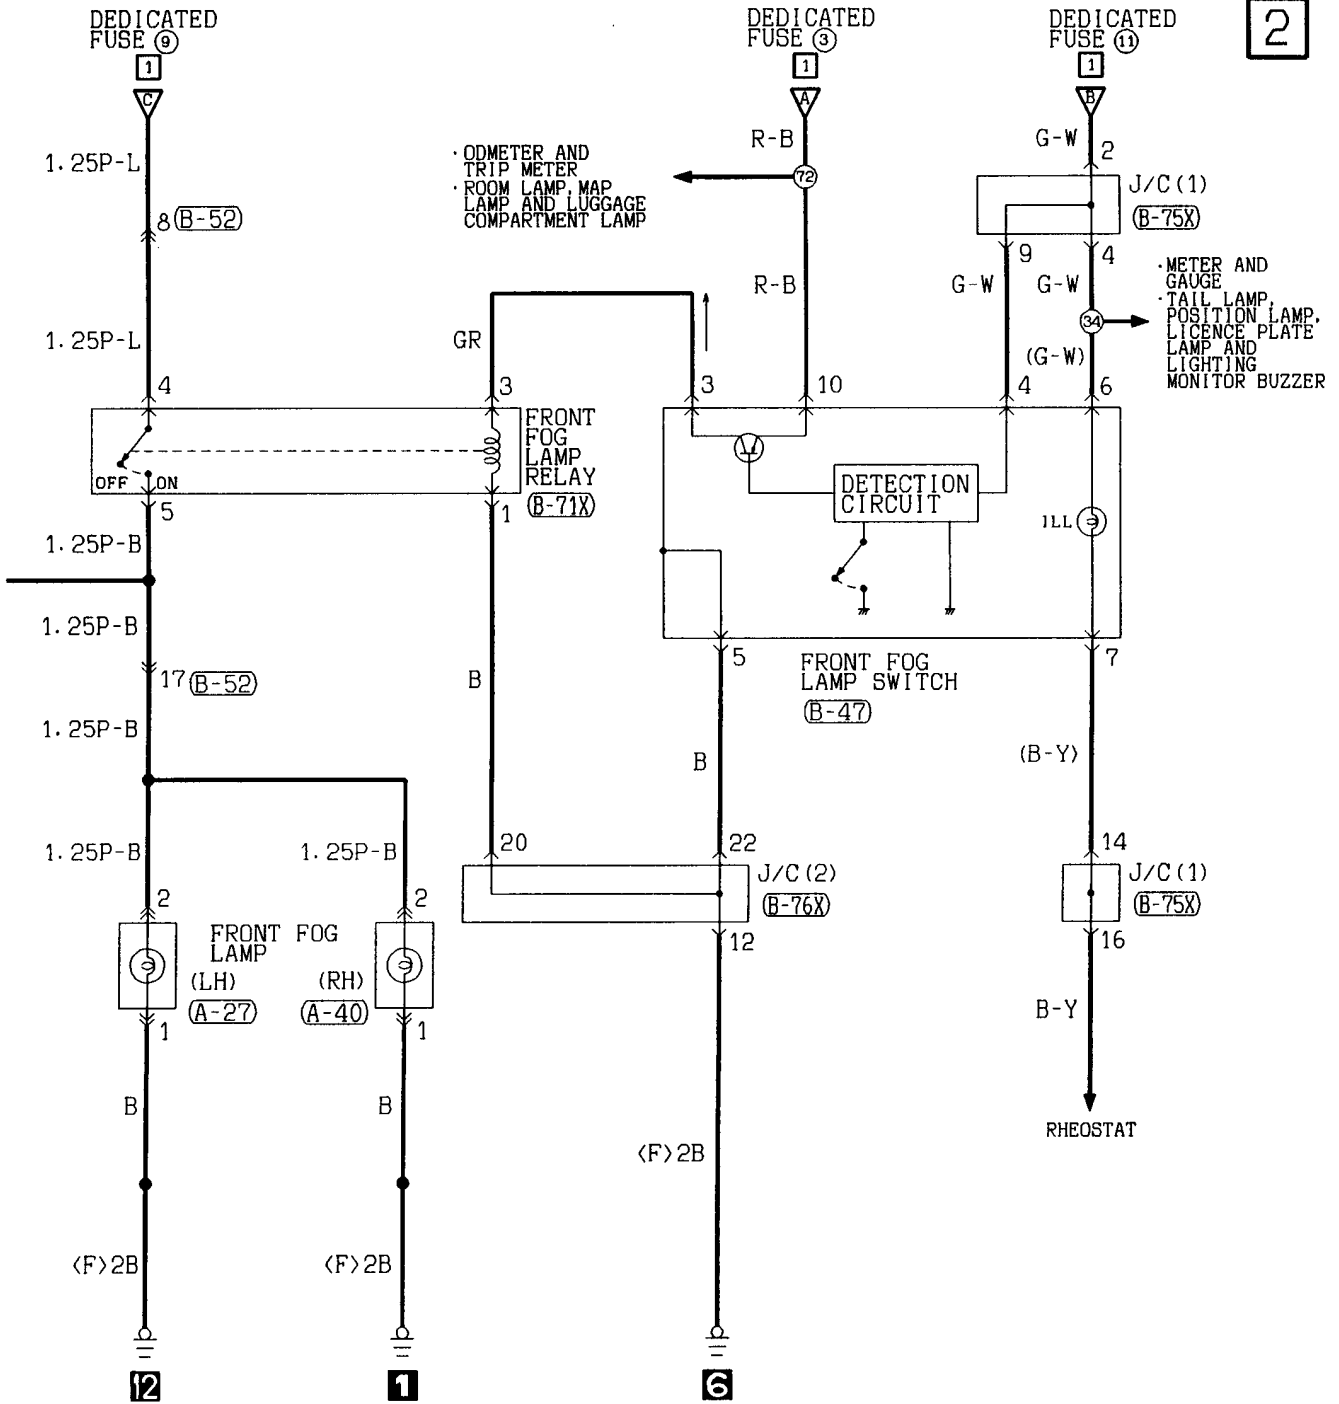 DEDICATED
FUSE ⑨
1
C
DEDICATED
FUSE ③
1
A
DEDICATED
FUSE ⑪
1
B
2
1.25P-L
8 (B-52)
1.25P-L
· ODMETER AND
TRIP METER
· ROOM LAMP, MAP
LAMP AND LUGGAGE
COMPARTMENT LAMP
R-B
72
R-B
G-W
2
J/C(1)
(B-75X)
9
4
G-W
G-W
34
(G-W)
· METER AND
GAUGE
· TAIL LAMP,
POSITION LAMP,
LICENCE PLATE
LAMP AND
LIGHTING
MONITOR BUZZER
GR
4
3
3
10
4
6
FRONT
FOG
LAMP
RELAY
(B-71X)
OFF
ON
5
1
DETECTION
CIRCUIT
ILL
1.25P-B
1.25P-B
17 (B-52)
1.25P-B
B
5
7
FRONT FOG
LAMP SWITCH
(B-47)
B
(B-Y)
1.25P-B
1.25P-B
20
22
14
J/C(2)
(B-76X)
12
J/C(1)
(B-75X)
16
2
2
FRONT FOG
LAMP
(LH)
(A-27)
(RH)
(A-40)
1
1
B-Y
RHEOSTAT
B
B
<F>2B
<F>2B
<F>2B
12
1
6